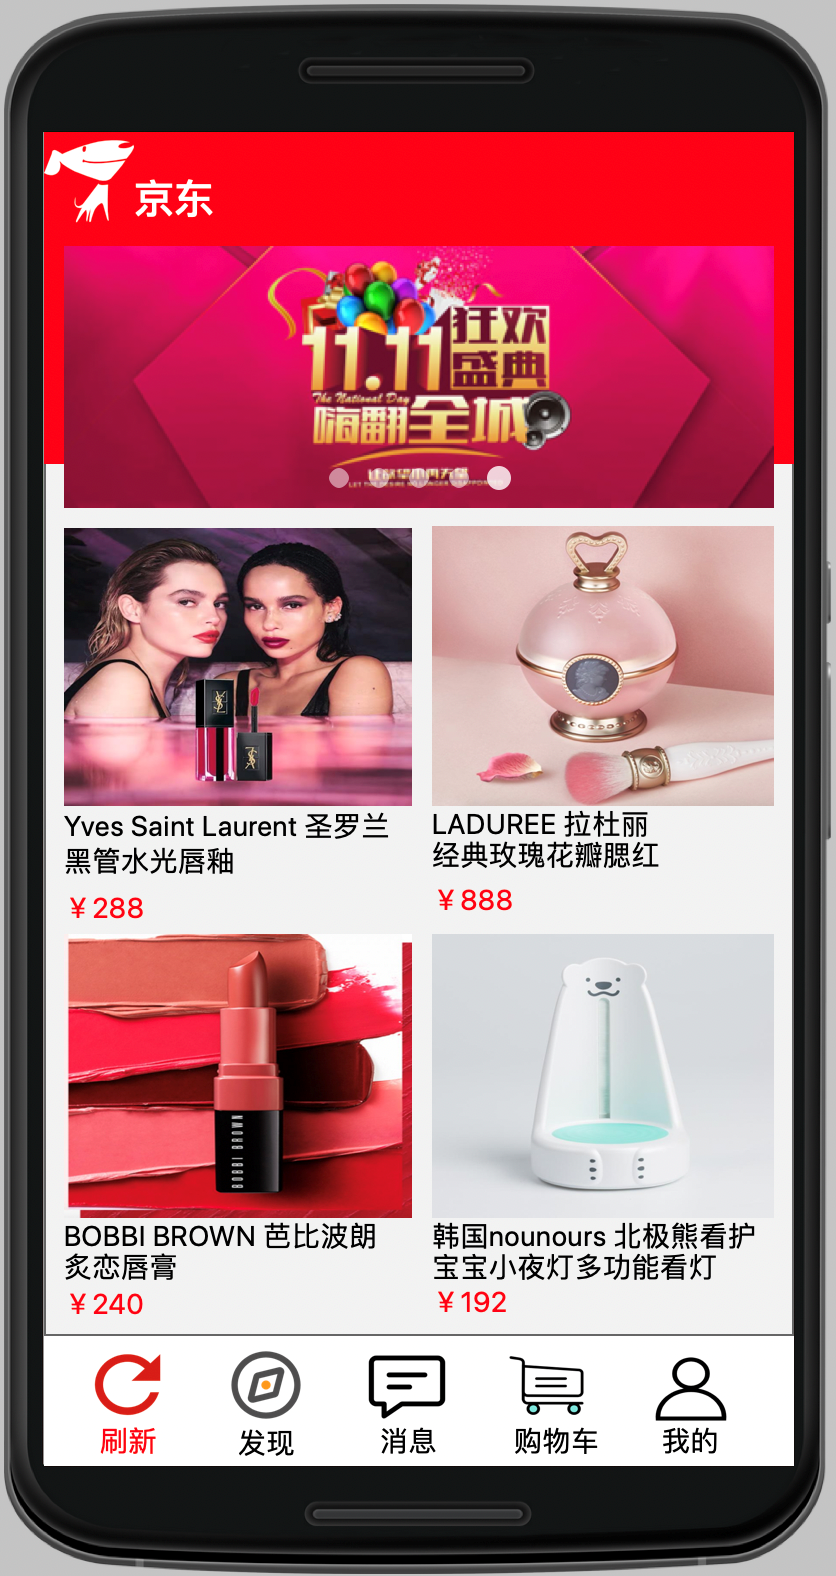 京东
11.11 狂欢
盛典
The National Day
嗨翻全城
Yves Saint Laurent 圣罗兰
黑管水光唇釉
￥288
LADUREE 拉杜丽
经典玫瑰花瓣腮红
￥888
BOBBI BROWN
BOBBI BROWN 芭比波朗
炙恋唇膏
￥240
韩国nounours 北极熊看护
宝宝小夜灯多功能看灯
￥192
刷新
发现
消息
购物车
我的